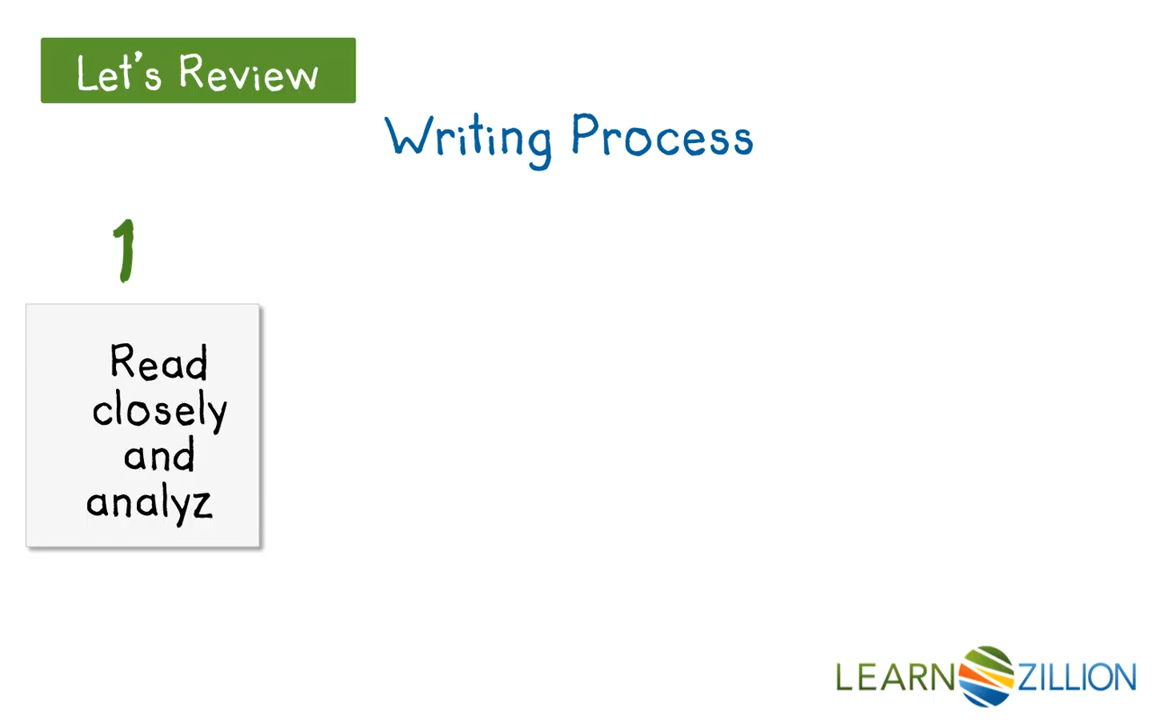 Let's Review
Writing Process
1
Read
closely
and
analyz
LEARNZILLION